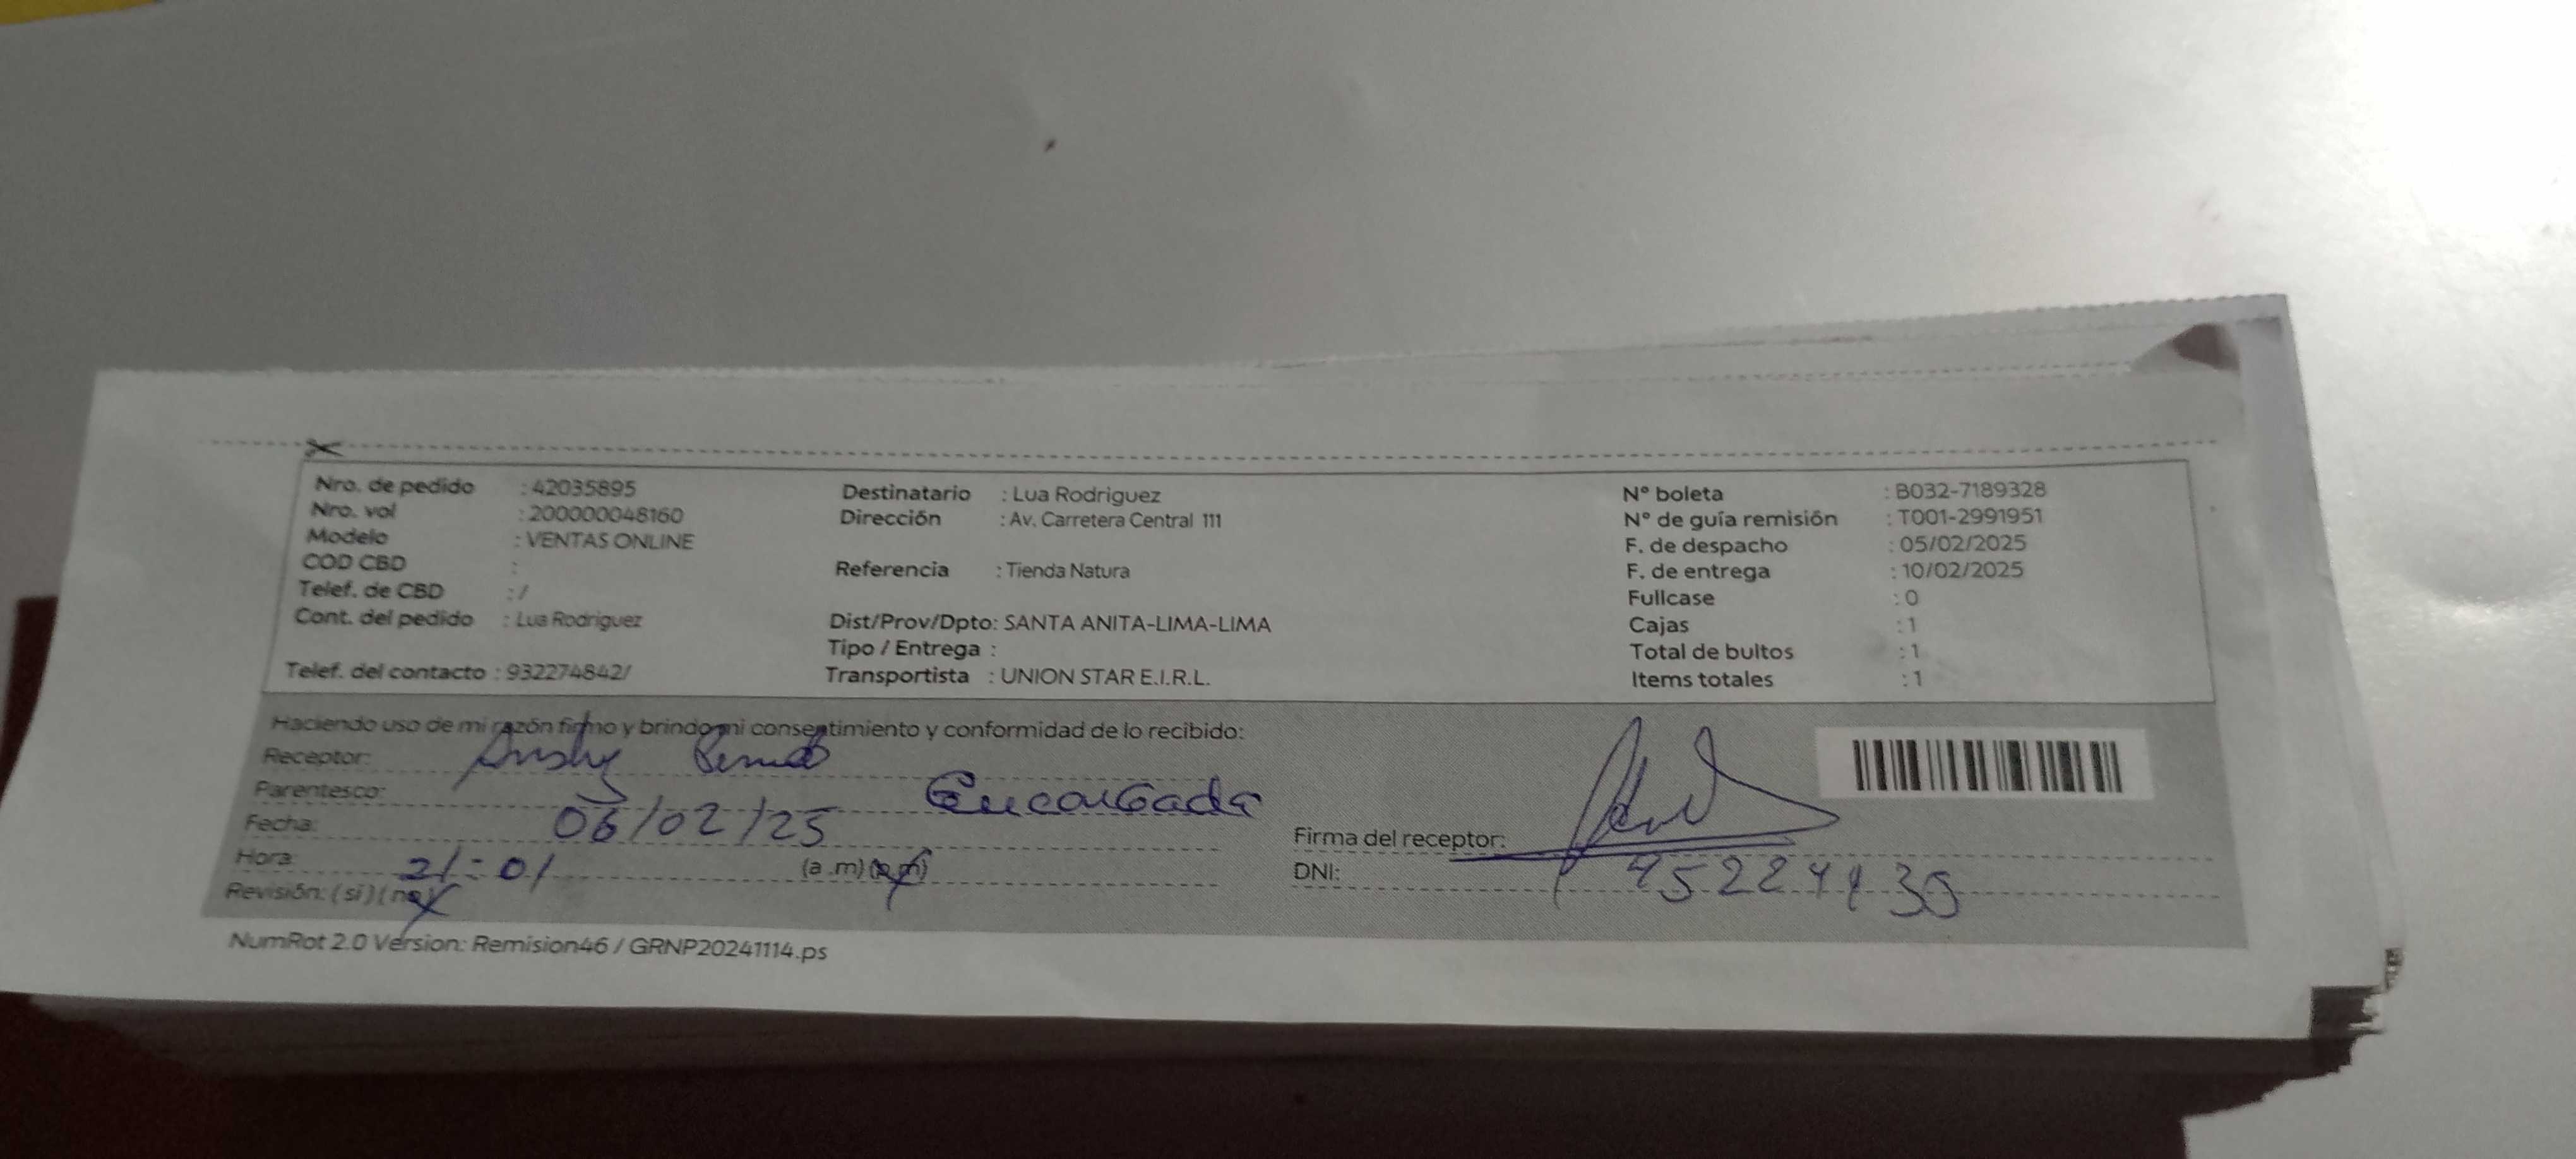 Nro. de pedido : 42035895
Nro. vol : 200000048160
Modelo : VENTAS ONLINE
COD CBD :
Telef. de CBD : /
Cont. del pedido : Lua Rodriguez
Telef. del contacto : 932274842/
Destinatario : Lua Rodriguez
Dirección : Av. Carretera Central 111
Referencia : Tienda Natura
Dist/Prov/Dpto: SANTA ANITA-LIMA-LIMA
Tipo / Entrega :
Transportista : UNION STAR E.I.R.L.
Nº boleta : B032-7189328
Nº de guía remisión : T001-2991951
F. de despacho : 05/02/2025
F. de entrega : 10/02/2025
Fullcase : 0
Cajas : 1
Total de bultos : 1
Items totales : 1
Haciendo uso de mi razón firmo y brindo mi consentimiento y conformidad de lo recibido:
Receptor:
Parentesco: Encargada
Fecha: 06/02/25
Hora: 21:01 (a .m) (p.m)
Revisión: ( si ) ( no )
Firma del receptor:
DNI:
NumRot 2.0 Version: Remision46 / GRNP20241114.ps